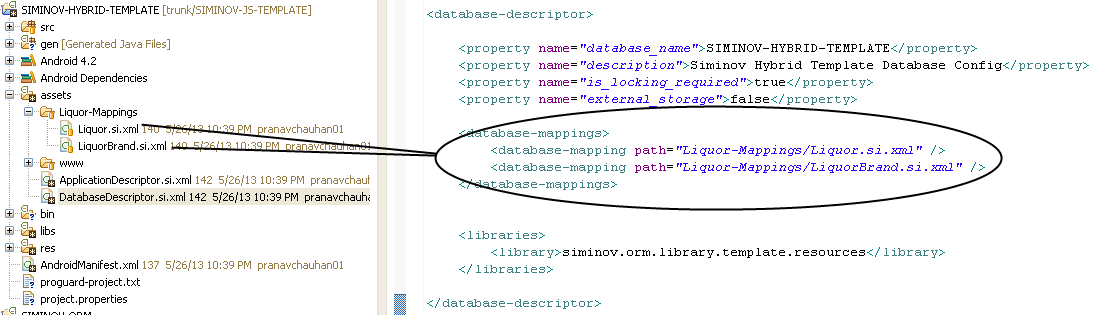 SIMINOV-HYBRID-TEMPLATE [trunk/SIMINOV-JS-TEMPLATE]
src
gen [Generated Java Files]
Android 4.2
Android Dependencies
assets
Liquor-Mappings
Liquor.si.xml 140 5/26/13 10:39 PM pranavchauhan01
LiquorBrand.si.xml 140 5/26/13 10:39 PM pranavchauhan01
www
ApplicationDescriptor.si.xml 142 5/26/13 10:39 PM pranavcha
DatabaseDescriptor.si.xml 142 5/26/13 10:39 PM pranavchauha
bin
libs
res
AndroidManifest.xml 137 5/26/13 10:39 PM pranavchauhan01
proguard-project.txt
project.properties
SIMINOV-ORM
<database-descriptor>
<property name="database_name">SIMINOV-HYBRID-TEMPLATE</property>
<property name="description">Siminov Hybrid Template Database Config</property>
<property name="is_locking_required">true</property>
<property name="external_storage">false</property>
<database-mappings>
<database-mapping path="Liquor-Mappings/Liquor.si.xml" />
<database-mapping path="Liquor-Mappings/LiquorBrand.si.xml" />
</database-mappings>
<libraries>
<library>siminov.orm.library.template.resources</library>
</libraries>
</database-descriptor>